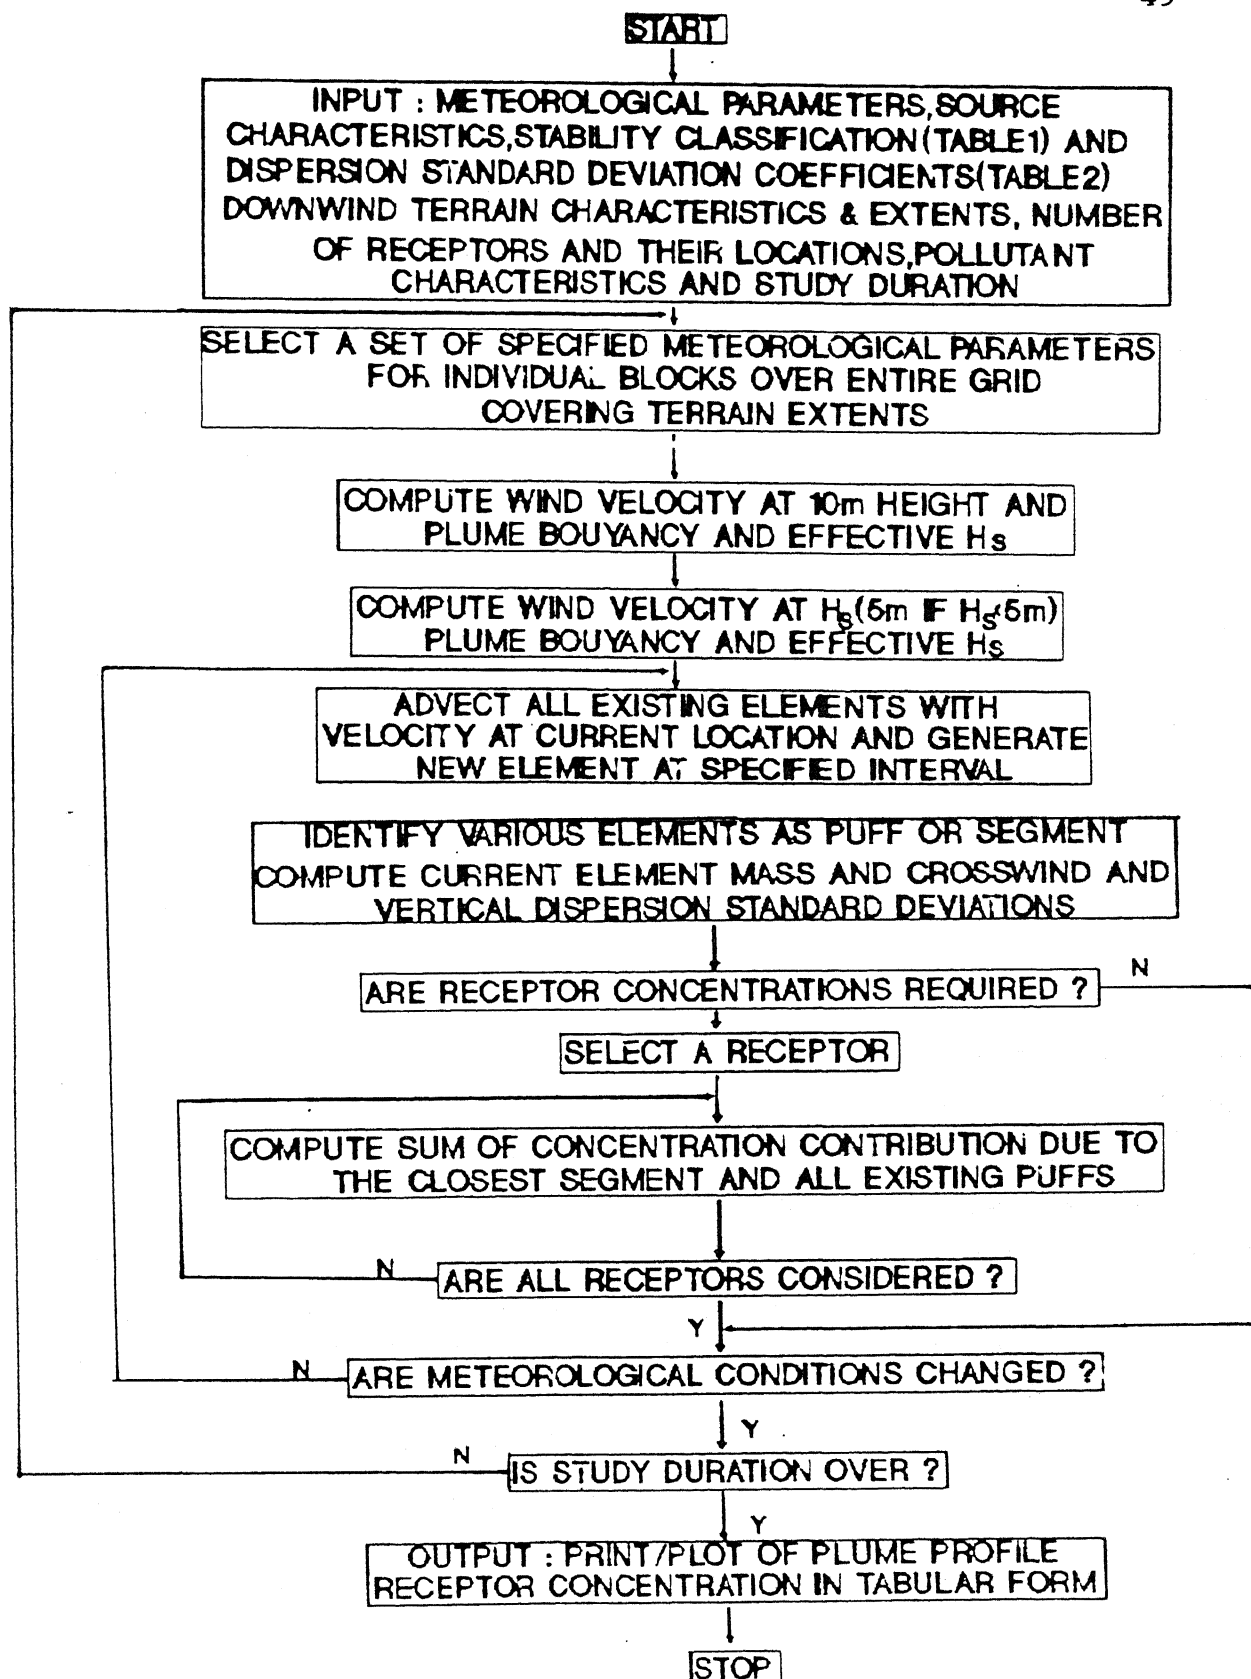 START
INPUT : METEOROLOGICAL PARAMETERS,SOURCE
CHARACTERISTICS,STABILITY CLASSIFICATION(TABLE1) AND
DISPERSION STANDARD DEVIATION COEFFICIENTS(TABLE2)
DOWNWIND TERRAIN CHARACTERISTICS & EXTENTS, NUMBER
OF RECEPTORS AND THEIR LOCATIONS,POLLUTANT
CHARACTERISTICS AND STUDY DURATION
SELECT A SET OF SPECIFIED METEOROLOGICAL PARAMETERS
FOR INDIVIDUAL BLOCKS OVER ENTIRE GRID
COVERING TERRAIN EXTENTS
COMPUTE WIND VELOCITY AT 10m HEIGHT AND
PLUME BOUYANCY AND EFFECTIVE Hs
COMPUTE WIND VELOCITY AT HS(5m IF HS<5m)
PLUME BOUYANCY AND EFFECTIVE HS
ADVECT ALL EXISTING ELEMENTS WITH
VELOCITY AT CURRENT LOCATION AND GENERATE
NEW ELEMENT AT SPECIFIED INTERVAL
IDENTIFY VARIOUS ELEMENTS AS PUFF OR SEGMENT
COMPUTE CURRENT ELEMENT MASS AND CROSSWIND AND
VERTICAL DISPERSION STANDARD DEVIATIONS
N
ARE RECEPTOR CONCENTRATIONS REQUIRED ?
SELECT A RECEPTOR
COMPUTE SUM OF CONCENTRATION CONTRIBUTION DUE TO
THE CLOSEST SEGMENT AND ALL EXISTING PUFFS
N
ARE ALL RECEPTORS CONSIDERED ?
Y
N
ARE METEOROLOGICAL CONDITIONS CHANGED ?
Y
N
IS STUDY DURATION OVER ?
Y
OUTPUT : PRINT/PLOT OF PLUME PROFILE
RECEPTOR CONCENTRATION IN TABULAR FORM
STOP